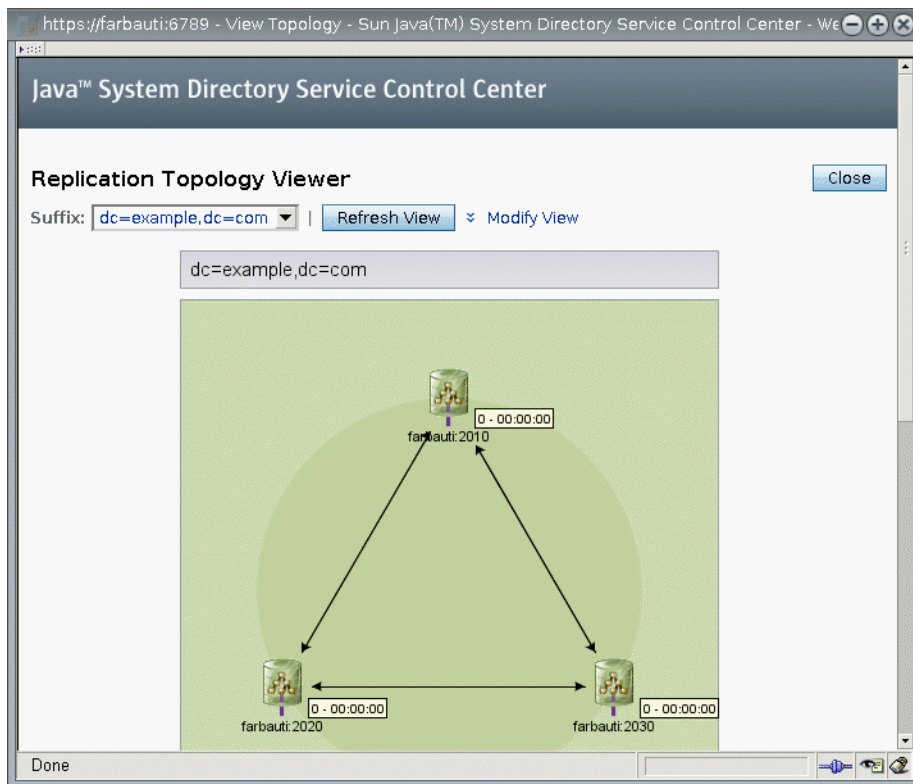 https://farbauti:6789 - View Topology - Sun Java(TM) System Directory Service Control Center - We
Java™ System Directory Service Control Center
Replication Topology Viewer
Close
Suffix: dc=example,dc=com | Refresh View Modify View
dc=example,dc=com
0 - 00:00:00
farbauti:2010
0 - 00:00:00
0 - 00:00:00
farbauti:2020
farbauti:2030
Done